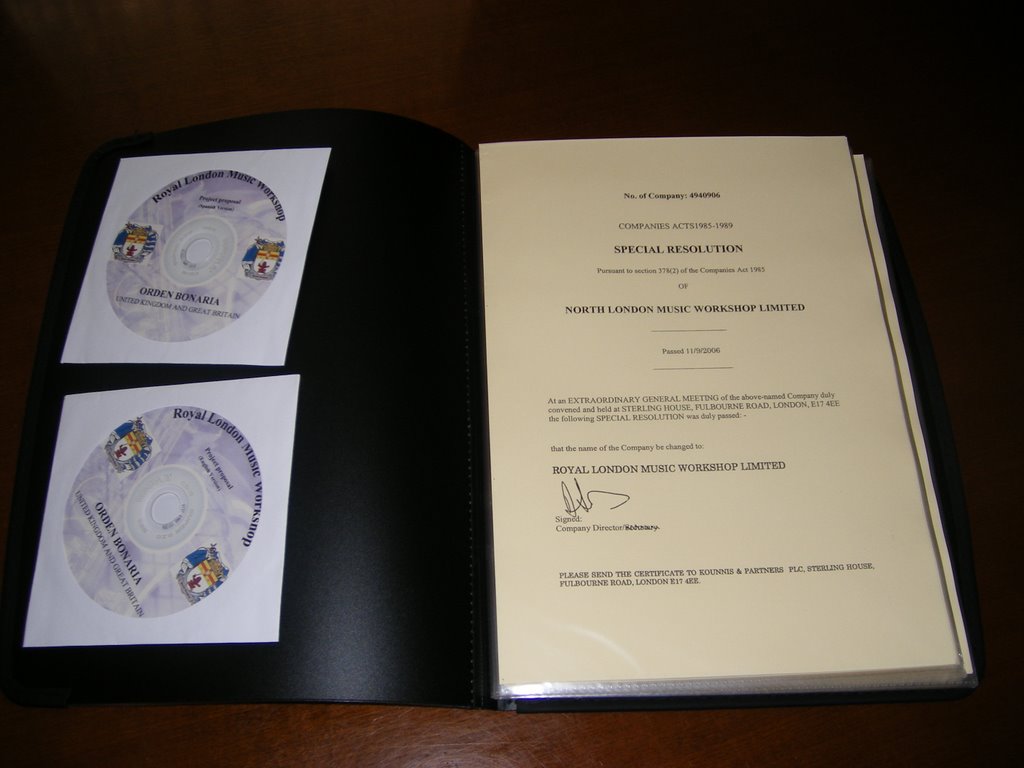 Royal London Music Workshop
Project proposal
(Spanish Version)
ORDEN BONARIA
UNITED KINGDOM AND GREAT BRITAIN
Royal London Music Workshop
Project proposal
(English Version)
ORDEN BONARIA
UNITED KINGDOM AND GREAT BRITAIN
No. of Company: 4940906
COMPANIES ACTS1985-1989
SPECIAL RESOLUTION
Pursuant to section 378(2) of the Companies Act 1985
OF
NORTH LONDON MUSIC WORKSHOP LIMITED
Passed 11/9/2006
At an EXTRAORDINARY GENERAL MEETING of the above-named Company duly
convened and held at STERLING HOUSE, FULBOURNE ROAD, LONDON, E17 4EE
the following SPECIAL RESOLUTION was duly passed: -
that the name of the Company be changed to:
ROYAL LONDON MUSIC WORKSHOP LIMITED
Signed:
Company Director/Secretary
PLEASE SEND THE CERTIFICATE TO KOUNNIS & PARTNERS PLC, STERLING HOUSE,
FULBOURNE ROAD, LONDON E17 4EE.